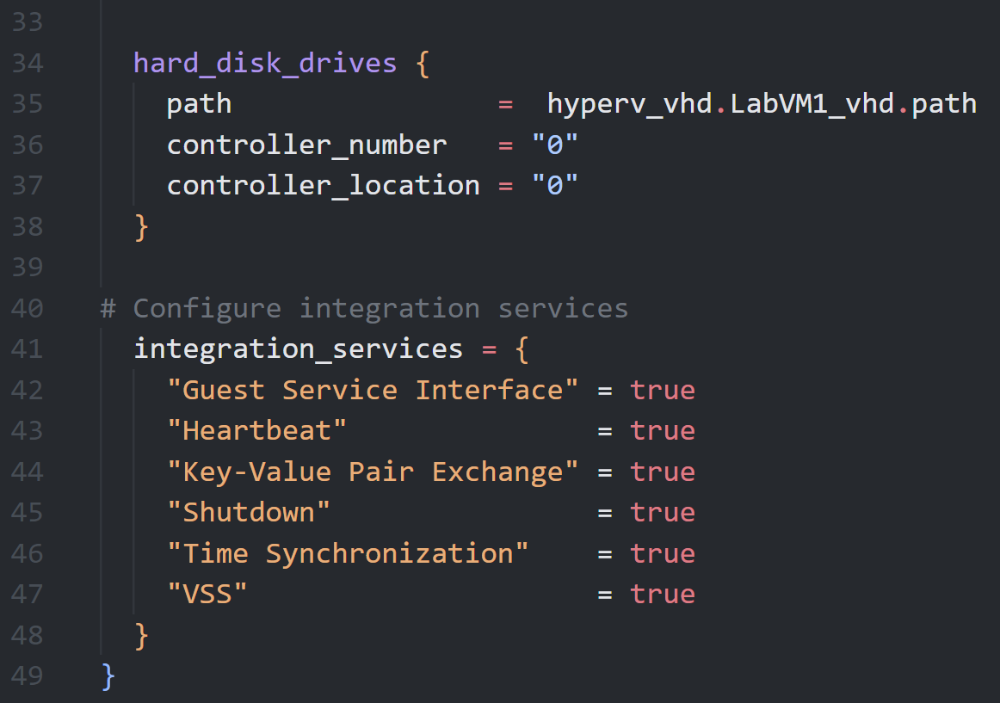 33
34 hard_disk_drives {
35 path = hyperv_vhd.LabVM1_vhd.path
36 controller_number = "0"
37 controller_location = "0"
38 }
39
40 # Configure integration services
41 integration_services = {
42 "Guest Service Interface" = true
43 "Heartbeat" = true
44 "Key-Value Pair Exchange" = true
45 "Shutdown" = true
46 "Time Synchronization" = true
47 "VSS" = true
48 }
49 }